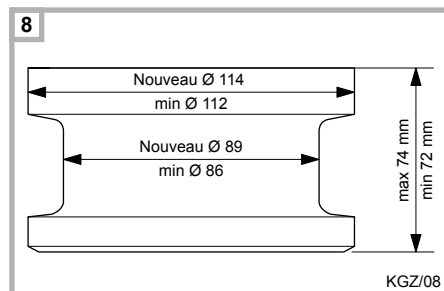 8
Nouveau Ø 114
min Ø 112
Nouveau Ø 89
min Ø 86
max 74 mm
min 72 mm
KGZ/08